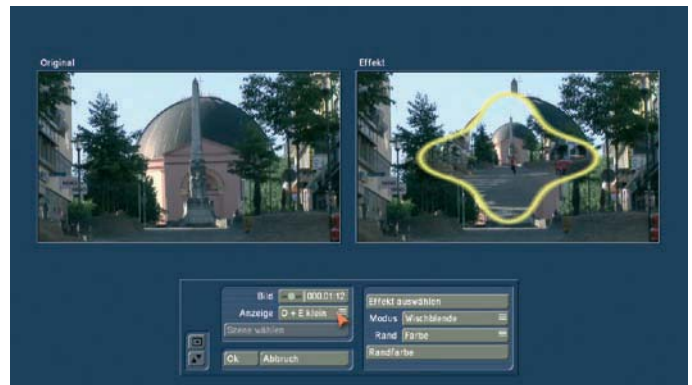 Original
Effekt
Bild 000.01:12
Anzeige O + E klein
Szene wählen
Ok Abbruch
Effekt auswählen
Modus Wischblende
Rand Farbe
Randfarbe